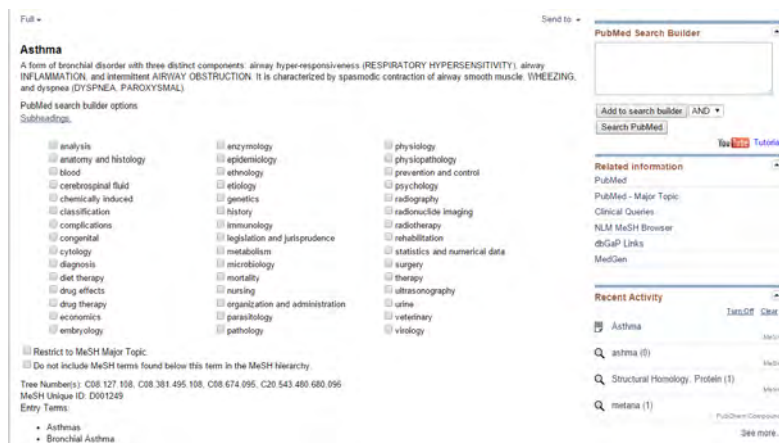 Full
Send to
Asthma
A form of bronchial disorder with three distinct components: airway hyper-responsiveness (RESPIRATORY HYPERSENSITIVITY), airway
INFLAMMATION, and intermittent AIRWAY OBSTRUCTION. It is characterized by spasmodic contraction of airway smooth muscle, WHEEZING,
and dyspnea (DYSPNEA, PAROXYSMAL).
PubMed search builder options
Subheadings:
analysis
anatomy and histology
blood
cerebrospinal fluid
chemically induced
classification
complications
congenital
cytology
diagnosis
diet therapy
drug effects
drug therapy
economics
embryology
enzymology
epidemiology
ethnology
etiology
genetics
history
immunology
legislation and jurisprudence
metabolism
microbiology
mortality
nursing
organization and administration
parasitology
pathology
physiology
physiopathology
prevention and control
psychology
radiography
radionuclide imaging
radiotherapy
rehabilitation
statistics and numerical data
surgery
therapy
ultrasonography
urine
veterinary
virology
Restrict to MeSH Major Topic.
Do not include MeSH terms found below this term in the MeSH hierarchy.
Tree Number(s): C08.127.108, C08.381.495.108, C08.674.095, C20.543.480.680.095
MeSH Unique ID: D001249
Entry Terms:
• Asthmas
• Bronchial Asthma
PubMed Search Builder
Add to search builder AND
Search PubMed
YouTube Tutoria
Related information
PubMed
PubMed - Major Topic
Clinical Queries
NLM MeSH Browser
dbGaP Links
MedGen
Recent Activity
Turn Off Clear
Asthma
ashma (0)
Structural Homology, Protein (1)
metana (1)
PubChem Compound
See more...